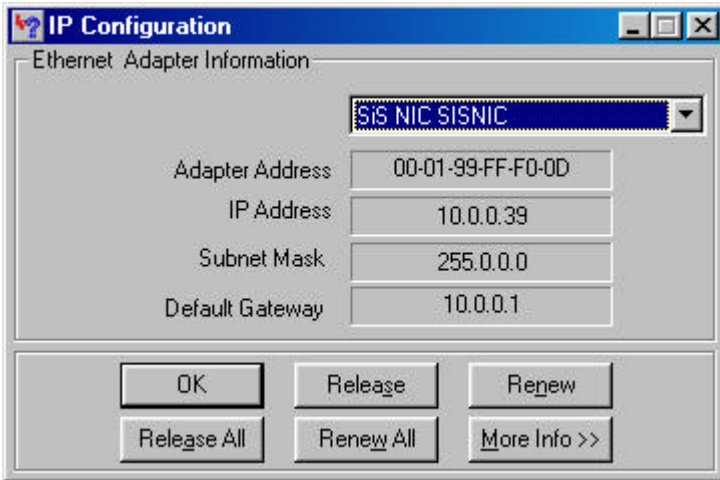 IP Configuration
Ethernet Adapter Information
SiS NIC SISNIC
Adapter Address 00-01-99-FF-F0-0D
IP Address 10.0.0.39
Subnet Mask 255.0.0.0
Default Gateway 10.0.0.1
OK Release Renew
Release All Renew All More Info >>